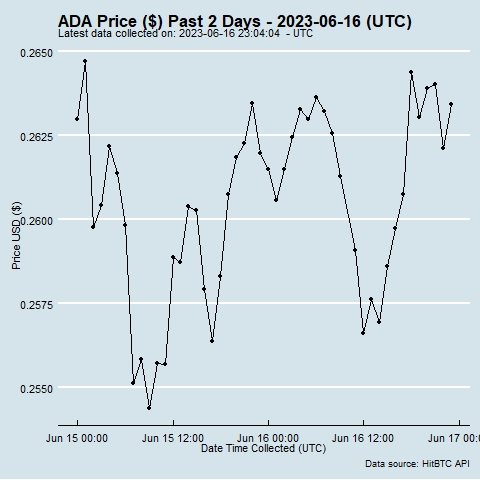 ADA Price ($) Past 2 Days - 2023-06-16 (UTC)
Latest data collected on: 2023-06-16 23:04:04 - UTC
0.2650
0.2625
0.2600
0.2575
0.2550
Price USD ($)
Jun 15 00:00 Jun 15 12:00 Jun 16 00:00 Jun 16 12:00 Jun 17 00:0
Date Time Collected (UTC)
Data source: HitBTC API